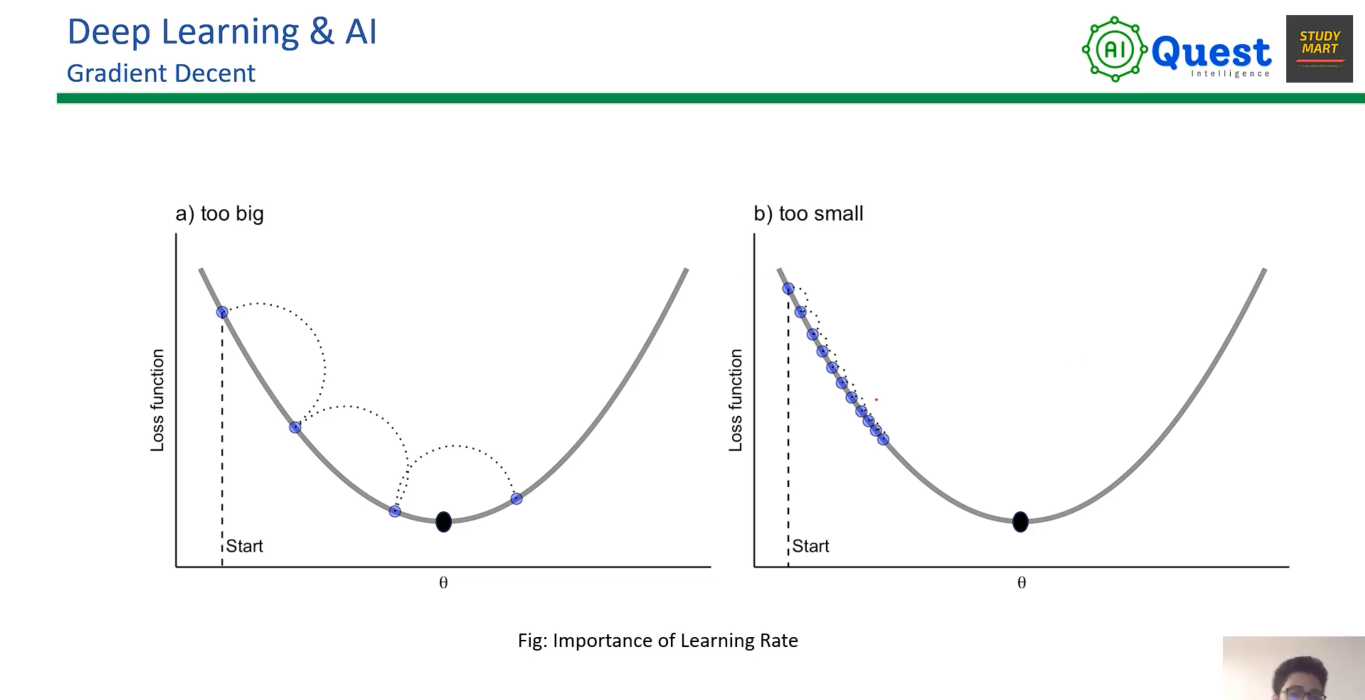 Deep Learning & AI
Gradient Decent
AI Quest
Intelligence
STUDY
MART
a) too big
b) too small
Loss function
Start
θ
Loss function
Start
θ
Fig: Importance of Learning Rate